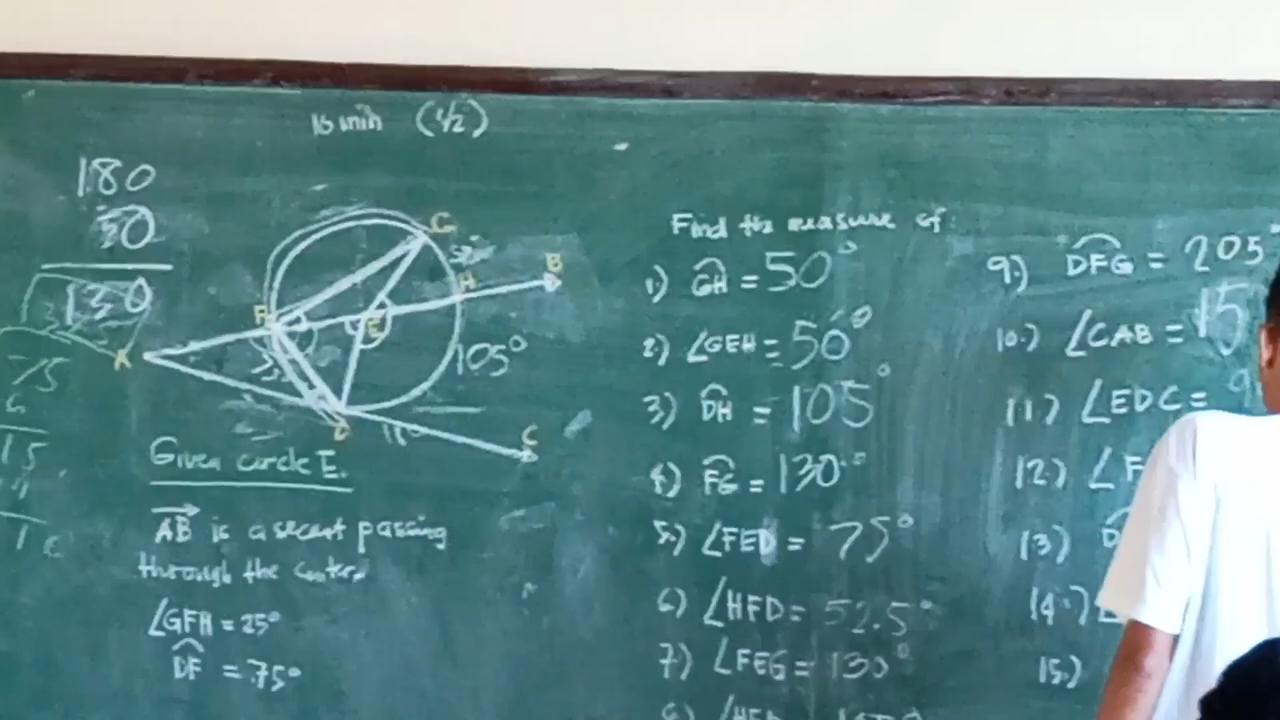 16 min (1/2)
180
50
130
G
B
H
F
E
A
105°
D
C
75
Given circle E.
AB is a secant passing
through the center.
∠GFH = 25°
DF = 75°
Find the measure of:
1) GH = 50°
2) ∠GEH = 50°
3) DH = 105°
4) FG = 130°
5) ∠FED = 75°
6) ∠HFD = 52.5°
7) ∠FEG = 130°
9.) DFG = 205°
10.) ∠CAB = 15
11.) ∠EDC = 9
12.) ∠F
13)
14.)
15.)